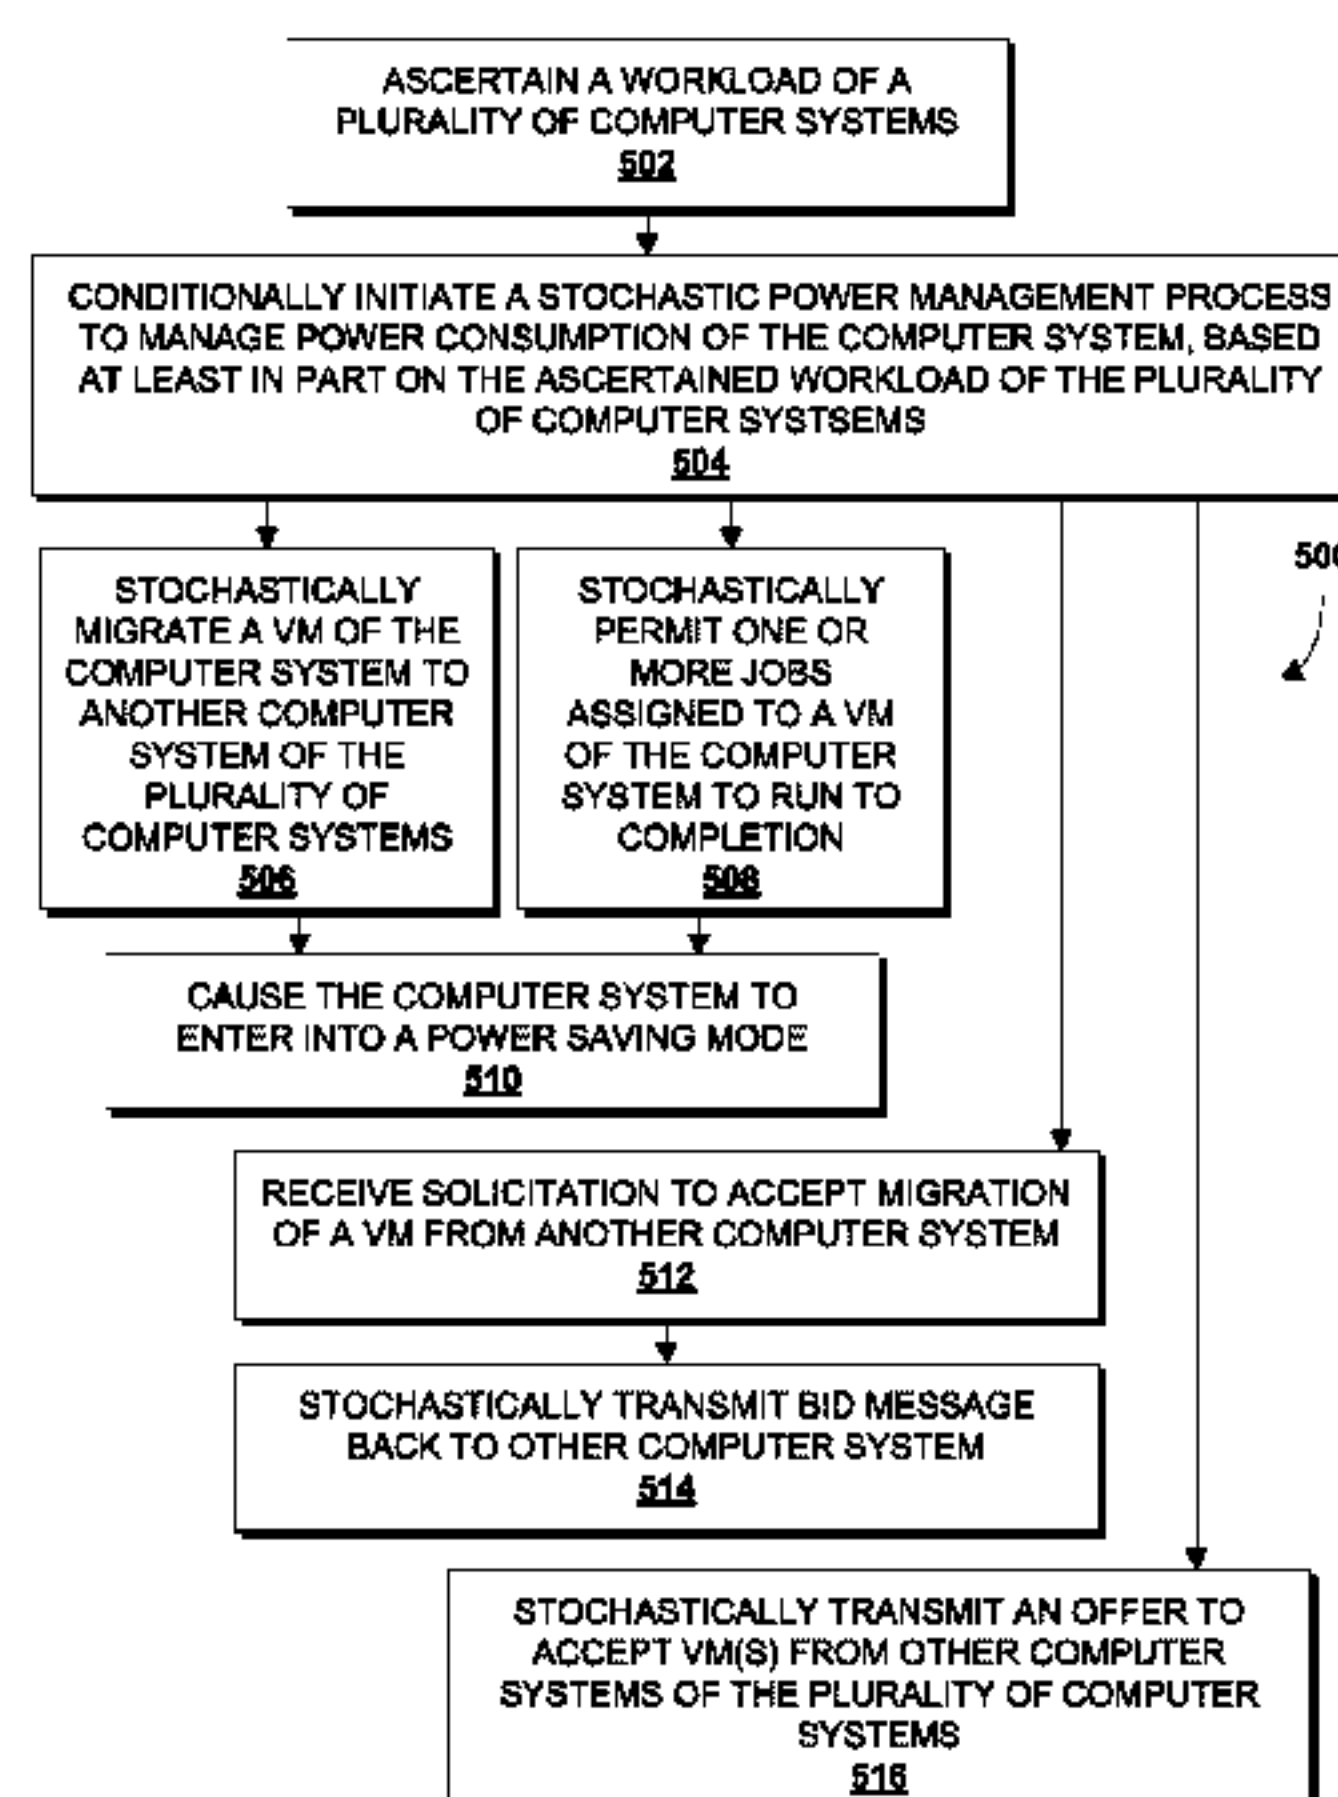 ASCERTAIN A WORKLOAD OF A
PLURALITY OF COMPUTER SYSTEMS
502
CONDITIONALLY INITIATE A STOCHASTIC POWER MANAGEMENT PROCESS
TO MANAGE POWER CONSUMPTION OF THE COMPUTER SYSTEM, BASED
AT LEAST IN PART ON THE ASCERTAINED WORKLOAD OF THE PLURALITY
OF COMPUTER SYSTSEMS
504
500
STOCHASTICALLY
MIGRATE A VM OF THE
COMPUTER SYSTEM TO
ANOTHER COMPUTER
SYSTEM OF THE
PLURALITY OF
COMPUTER SYSTEMS
506
STOCHASTICALLY
PERMIT ONE OR
MORE JOBS
ASSIGNED TO A VM
OF THE COMPUTER
SYSTEM TO RUN TO
COMPLETION
508
CAUSE THE COMPUTER SYSTEM TO
ENTER INTO A POWER SAVING MODE
510
RECEIVE SOLICITATION TO ACCEPT MIGRATION
OF A VM FROM ANOTHER COMPUTER SYSTEM
512
STOCHASTICALLY TRANSMIT BID MESSAGE
BACK TO OTHER COMPUTER SYSTEM
514
STOCHASTICALLY TRANSMIT AN OFFER TO
ACCEPT VM(S) FROM OTHER COMPUTER
SYSTEMS OF THE PLURALITY OF COMPUTER
SYSTEMS
516